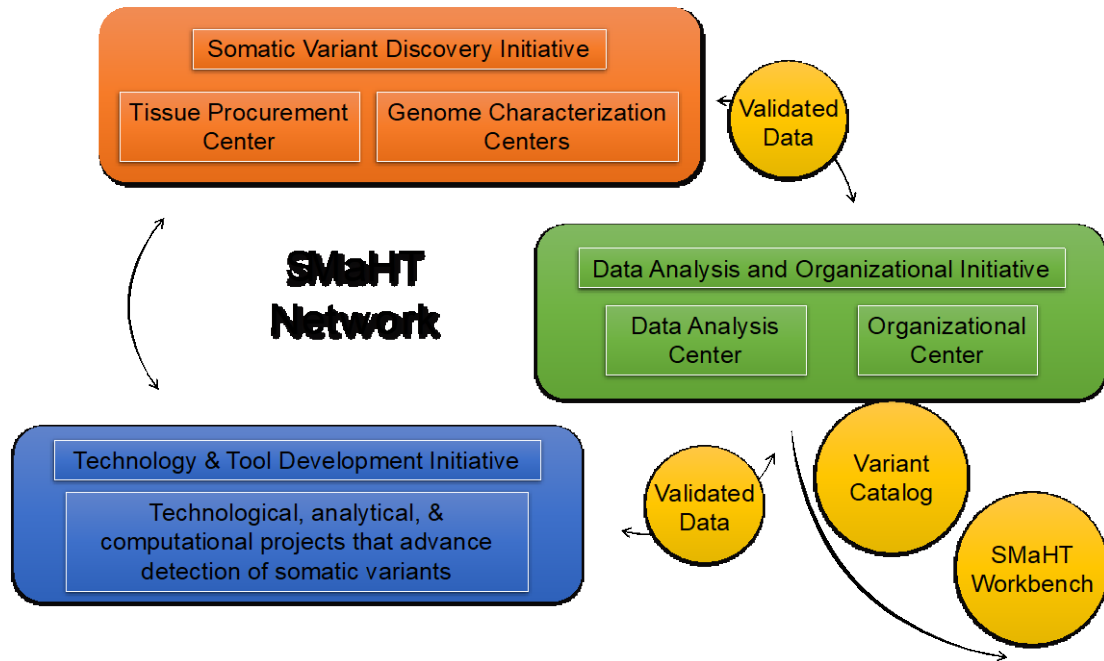 Somatic Variant Discovery Initiative
Tissue Procurement
Center
Genome Characterization
Centers
Validated
Data
SMaHT
Network
Data Analysis and Organizational Initiative
Data Analysis
Center
Organizational
Center
Technology & Tool Development Initiative
Technological, analytical, &
computational projects that advance
detection of somatic variants
Validated
Data
Variant
Catalog
SMaHT
Workbench